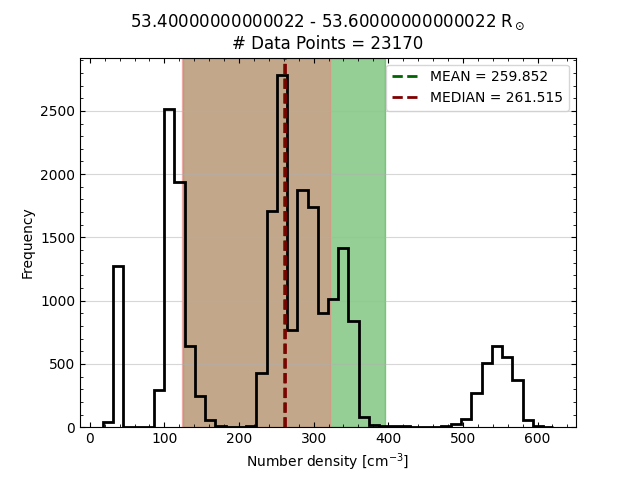 53.40000000000022 - 53.60000000000022 R⊙
# Data Points = 23170
MEAN = 259.852
MEDIAN = 261.515
Frequency
2500
2000
1500
1000
500
0
0 100 200 300 400 500 600
Number density [cm⁻³]